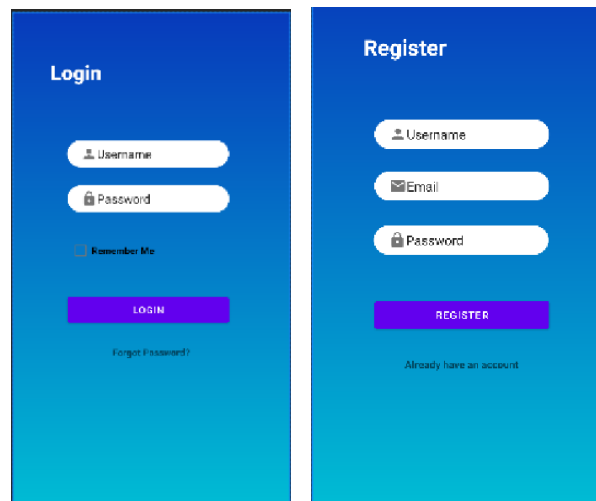 Login
Username
Password
Remember Me
LOGIN
Forgot Password?
Register
Username
Email
Password
REGISTER
Already have an account